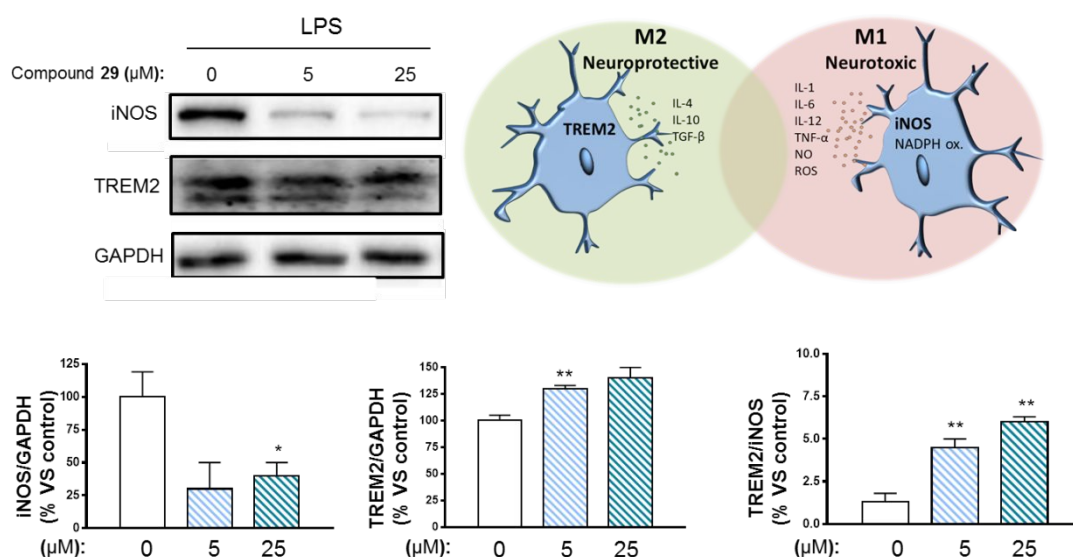 LPS
Compound 29 (µM): 0 5 25
iNOS
TREM2
GAPDH
M2
Neuroprotective
TREM2
IL-4
IL-10
TGF-β
M1
Neurotoxic
IL-1
IL-6
IL-12
TNF-α
NO
ROS
iNOS
NADPH ox.
iNOS/GAPDH
(% VS control)
125
100
75
50
25
0
*
(µM): 0 5 25
TREM2/GAPDH
(% VS control)
150
125
100
75
50
25
0
**
(µM): 0 5 25
TREM2/iNOS
(% VS control)
10.0
7.5
5.0
2.5
0.0
**
**
(µM): 0 5 25